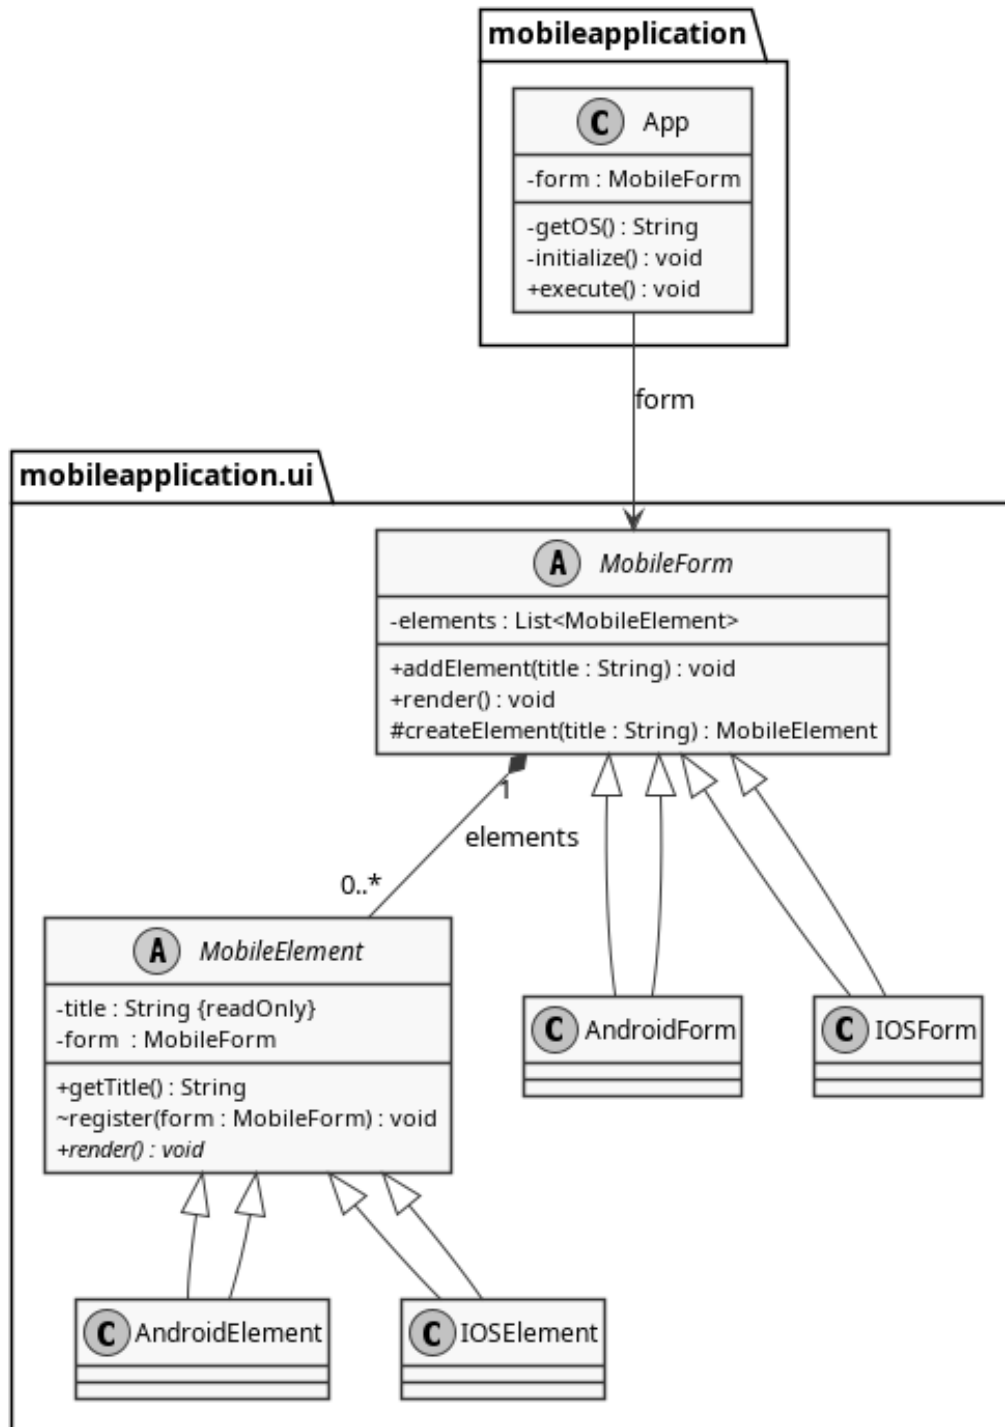 mobileapplication
C App
-form : MobileForm
-getOS() : String
-initialize() : void
+execute() : void
form
mobileapplication.ui
A MobileForm
-elements : List<MobileElement>
+addElement(title : String) : void
+render() : void
#createElement(title : String) : MobileElement
1
elements
0..*
A MobileElement
-title : String {readOnly}
-form  : MobileForm
+getTitle() : String
~register(form : MobileForm) : void
+render() : void
C AndroidForm
C IOSForm
C AndroidElement
C IOSElement